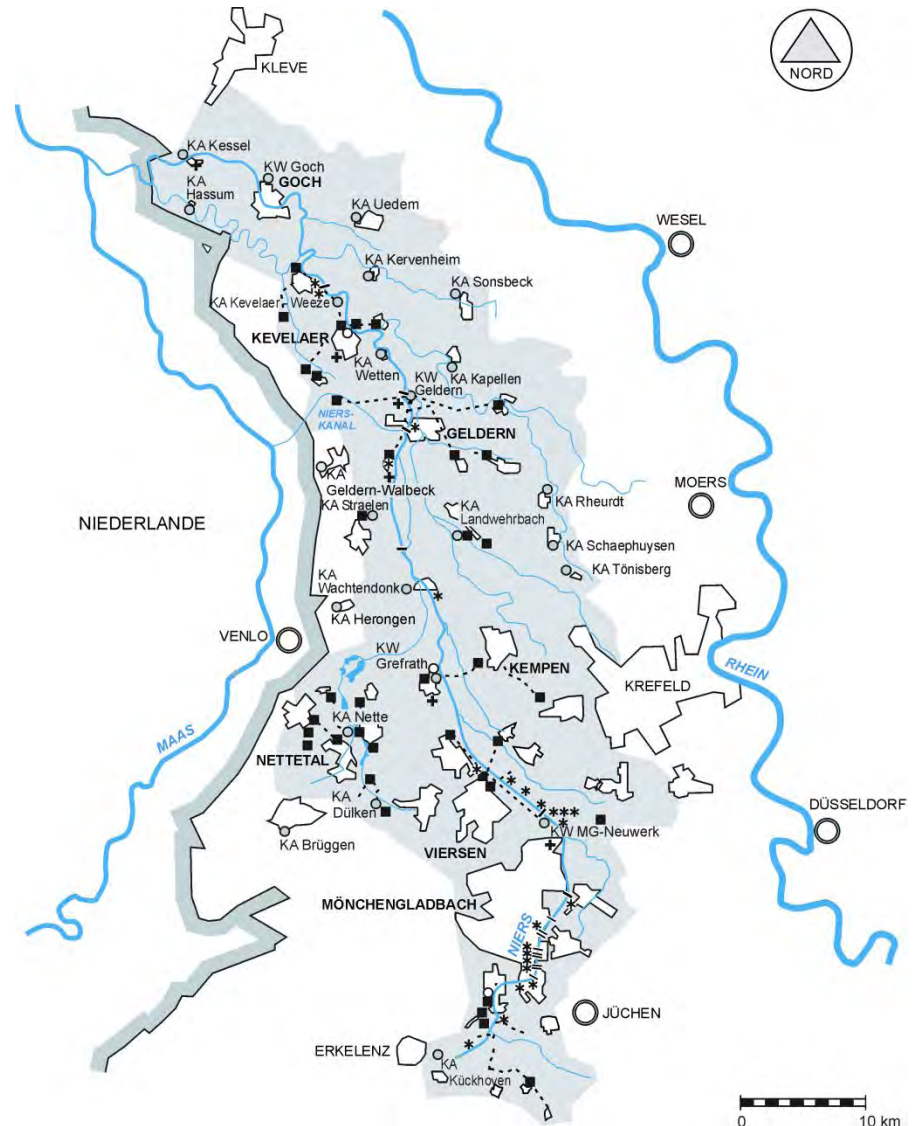 KLEVE
NORD
KA Kessel
KW Goch
GOCH
KA
Hassum
KA Uedem
WESEL
KA Kervenheim
KA Sonsbeck
KA Kevelaer-Weeze
KEVELAER
KA
Wetten
KA Kapellen
KW
Geldern
NIERS-
KANAL
GELDERN
KA
Geldern-Walbeck
KA Straelen
KA
Landwehrbach
KA Rheurdt
MOERS
NIEDERLANDE
KA Schaephuysen
KA Tönisberg
KA
Wachtendonk
KA Herongen
VENLO
KW
Grefrath
KEMPEN
KREFELD
RHEIN
MAAS
KA Nette
NETTETAL
KA
Dülken
KA Brüggen
VIERSEN
KW MG-Neuwerk
DÜSSELDORF
MÖNCHENGLADBACH
NIERS
JÜCHEN
ERKELENZ
KA
Kückhoven
0 10 km